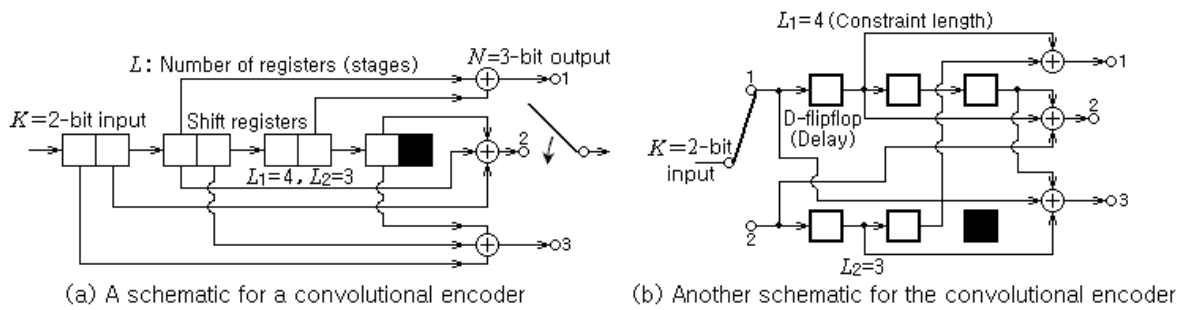 L: Number of registers (stages)
N=3-bit output
1
K=2-bit input
Shift registers
2
L1=4, L2=3
3
(a) A schematic for a convolutional encoder
L1=4 (Constraint length)
1
1
2
D-flipflop
(Delay)
K=2-bit
input
3
2
L2=3
(b) Another schematic for the convolutional encoder